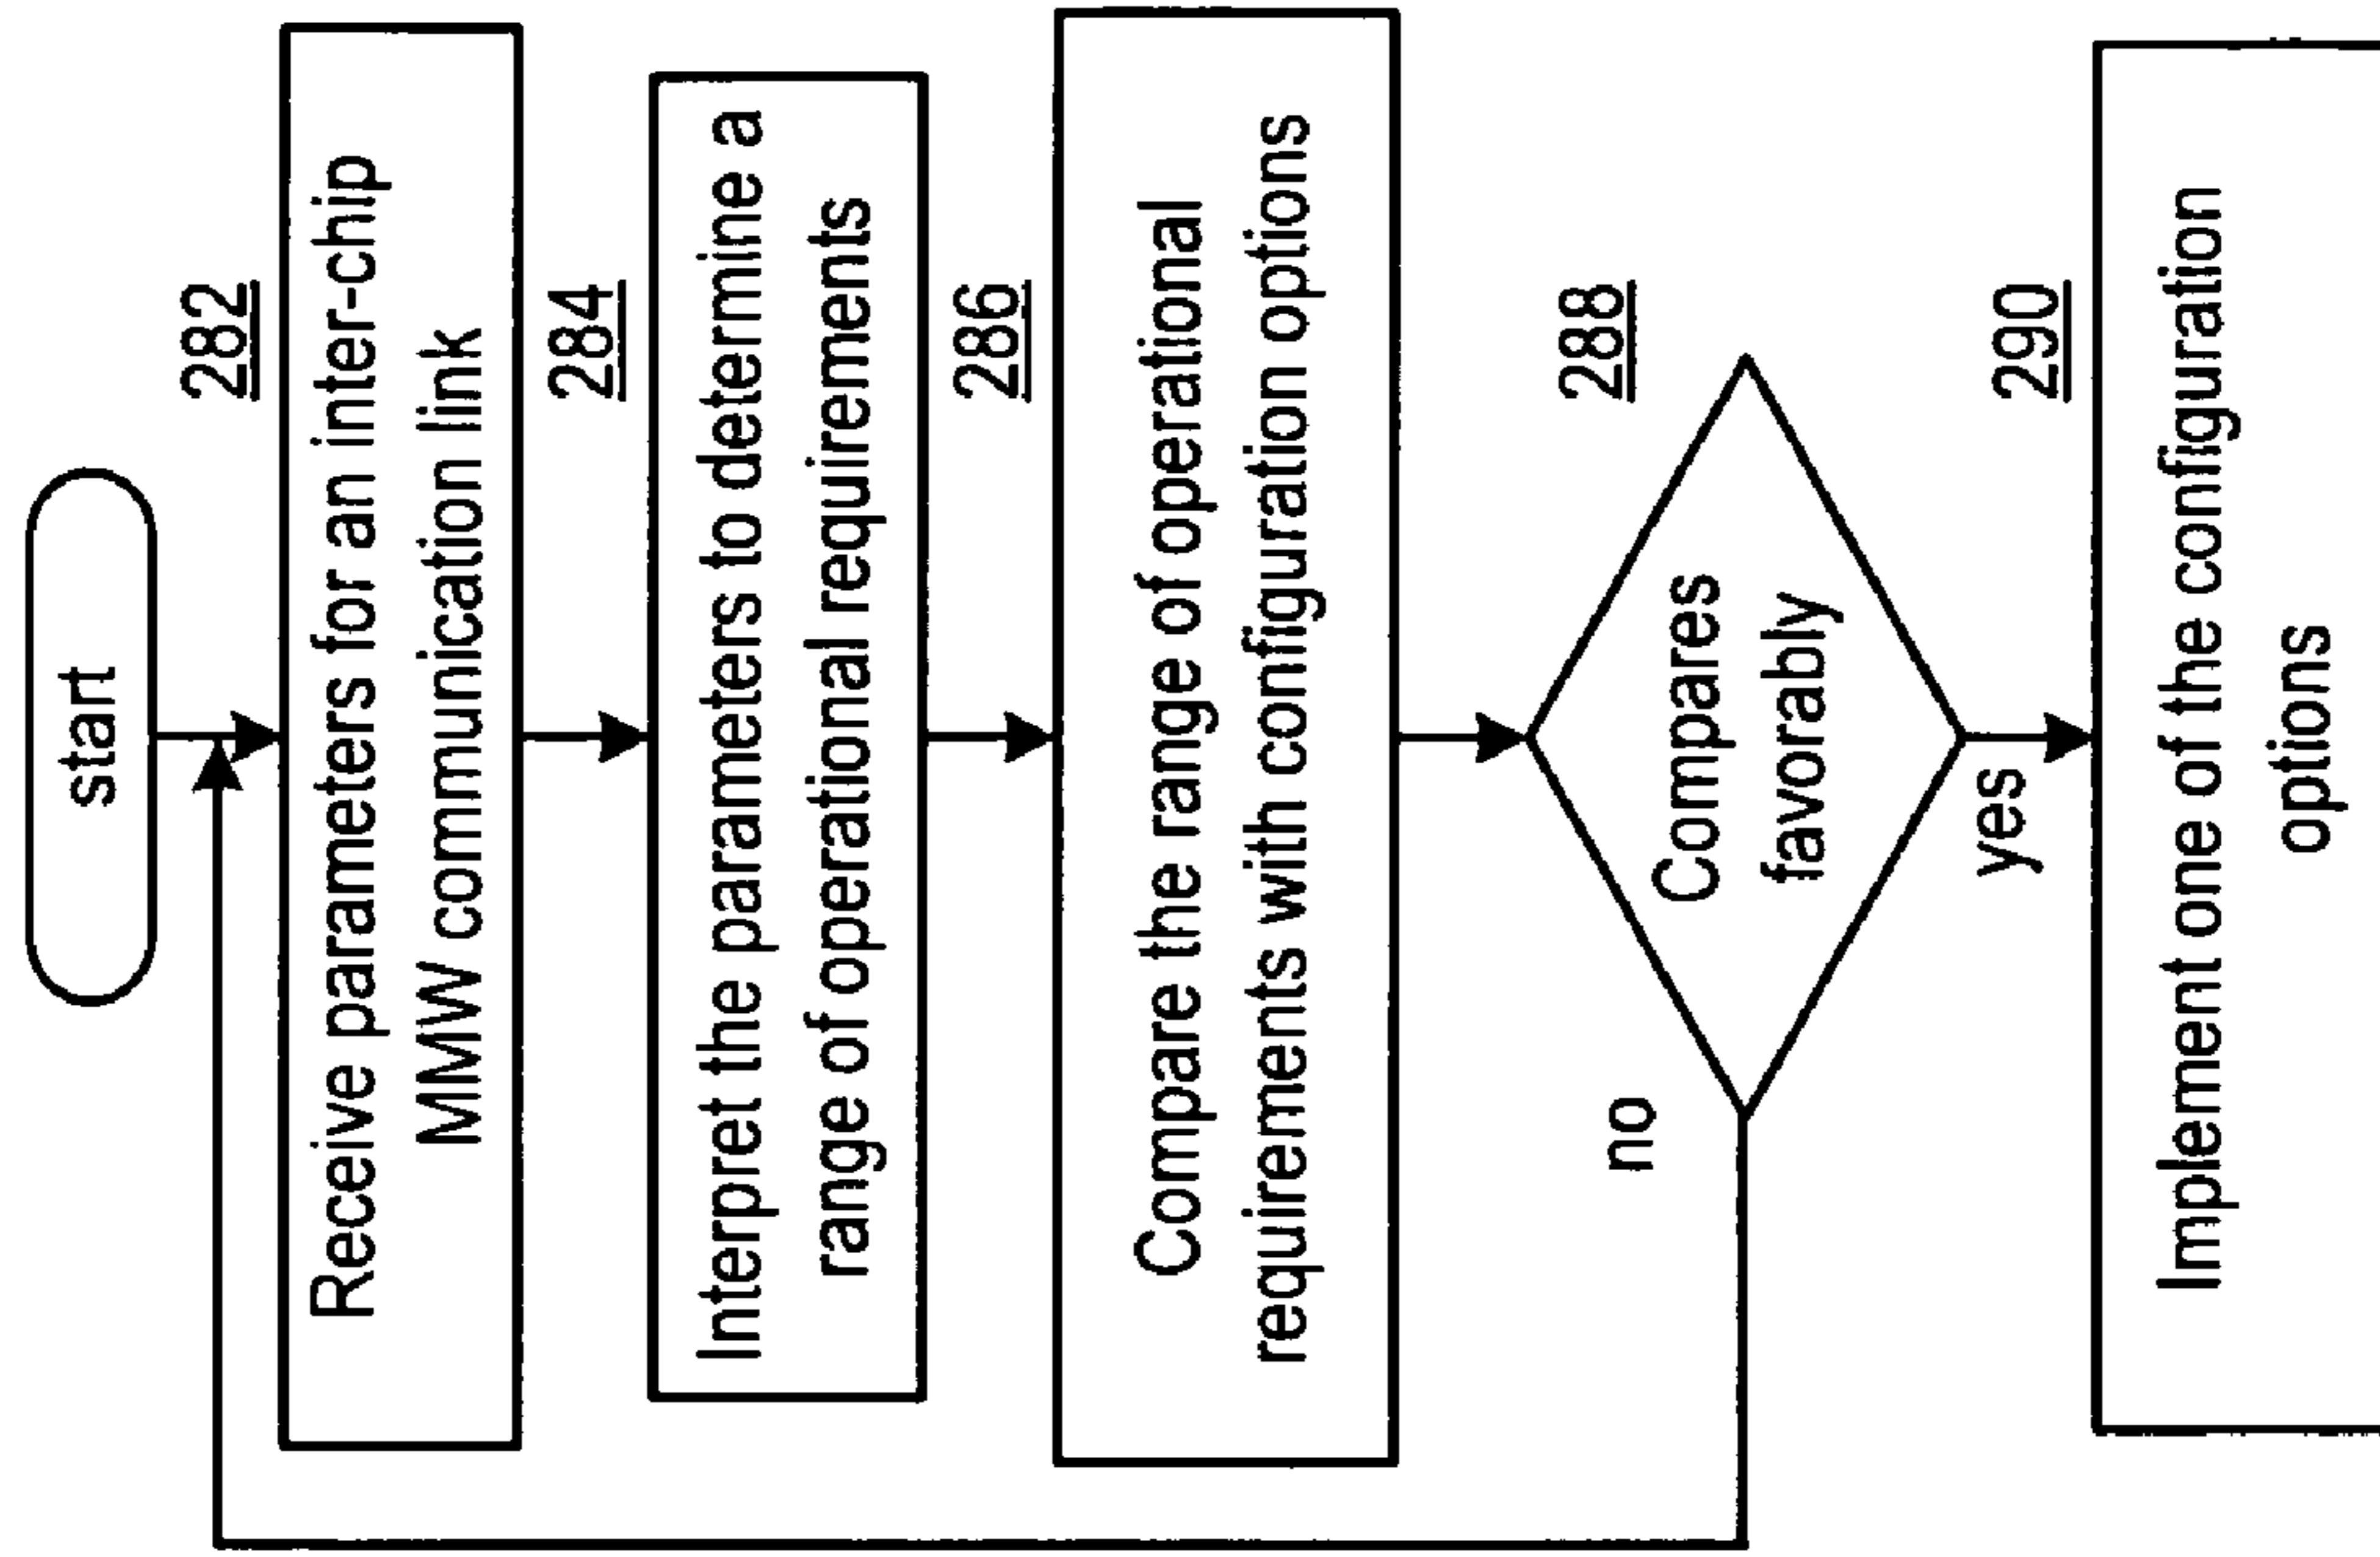 start
282
Receive parameters for an inter-chip
MMW communication link
284
Interpret the parameters to determine a
range of operational requirements
286
Compare the range of operational
requirements with configuration options
288
Compares
favorably
no
yes
290
Implement one of the configuration
options